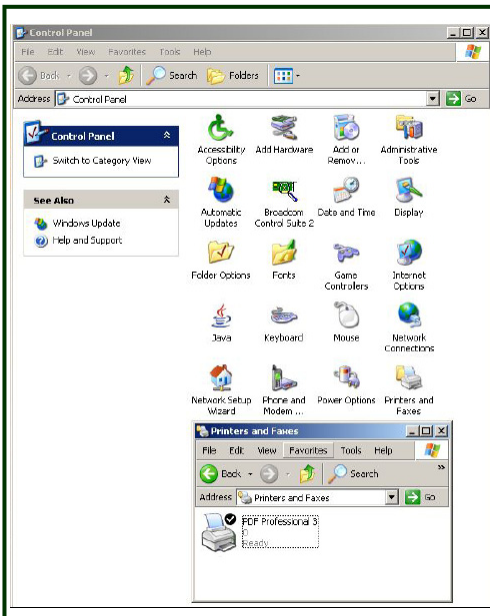 Control Panel
File Edit View Favorites Tools Help
Back Search Folders
Address Control Panel Go
Control Panel
Switch to Category View
See Also
Windows Update
Help and Support
Accessibility Options
Add Hardware
Add or Remov...
Administrative Tools
Automatic Updates
Broadcom Control Suite 2
Date and Time
Display
Folder Options
Fonts
Game Controllers
Internet Options
Java
Keyboard
Mouse
Network Connections
Network Setup Wizard
Phone and Modem ...
Power Options
Printers and Faxes
Printers and Faxes
File Edit View Favorites Tools Help
Back Search »
Address Printers and Faxes Go
PDF Professional 3
0
Ready